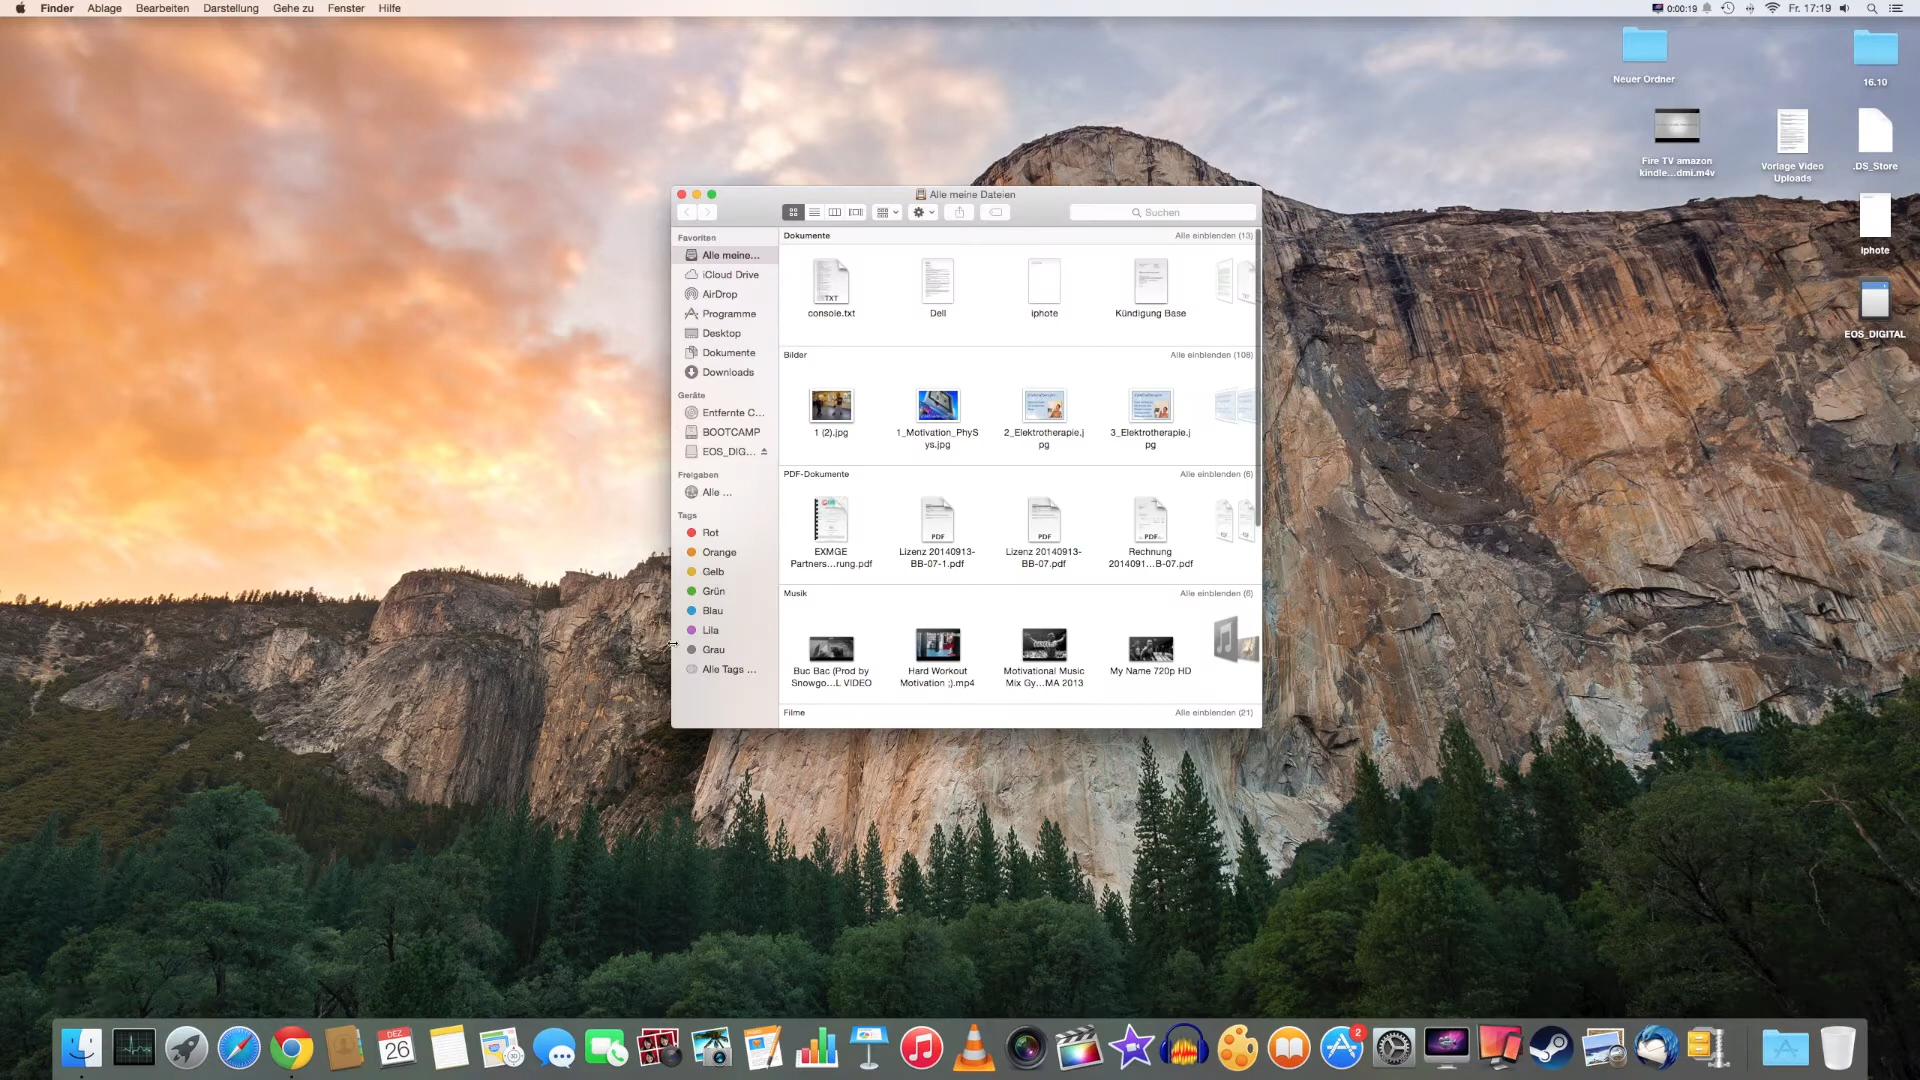 Finder Ablage Bearbeiten Darstellung Gehe zu Fenster Hilfe
0:00:19 Fr. 17:19
Neuer Ordner
16.10
Fire TV amazon
kindle...dmi.m4v
Vorlage Video
Uploads
.DS_Store
iphote
EOS_DIGITAL
Alle meine Dateien
Suchen
Favoriten
Alle meine...
iCloud Drive
AirDrop
Programme
Desktop
Dokumente
Downloads
Geräte
Entfernte C...
BOOTCAMP
EOS_DIG...
Freigaben
Alle ...
Tags
Rot
Orange
Gelb
Grün
Blau
Lila
Grau
Alle Tags ...
Dokumente Alle einblenden (13)
TXT
console.txt
Dell
iphote
Kündigung Base
Bilder Alle einblenden (108)
1 (2).jpg
1_Motivation_PhyS
ys.jpg
2_Elektrotherapie.j
pg
3_Elektrotherapie.j
pg
PDF-Dokumente Alle einblenden (6)
EXMGE
Partners...rung.pdf
PDF
Lizenz 20140913-
BB-07-1.pdf
PDF
Lizenz 20140913-
BB-07.pdf
PDF
Rechnung
2014091...B-07.pdf
Musik Alle einblenden (6)
Buc Bac (Prod by
Snowgo...L VIDEO
Hard Workout
Motivation ;).mp4
Motivational Music
Mix Gy...MA 2013
My Name 720p HD
Filme Alle einblenden (21)
DEZ
26
2